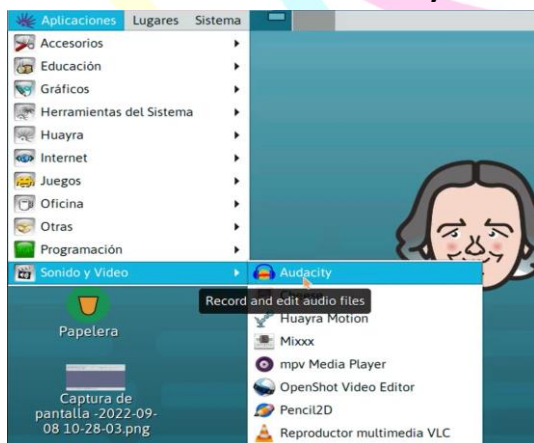 Aplicaciones Lugares Sistema
Accesorios
Educación
Gráficos
Herramientas del Sistema
Huayra
Internet
Juegos
Oficina
Otras
Programación
Sonido y Video
Audacity
Record and edit audio files
Huayra Motion
Mixxx
mpv Media Player
OpenShot Video Editor
Pencil2D
Reproductor multimedia VLC
Papelera
Captura de
pantalla -2022-09-
08 10-28-03.png